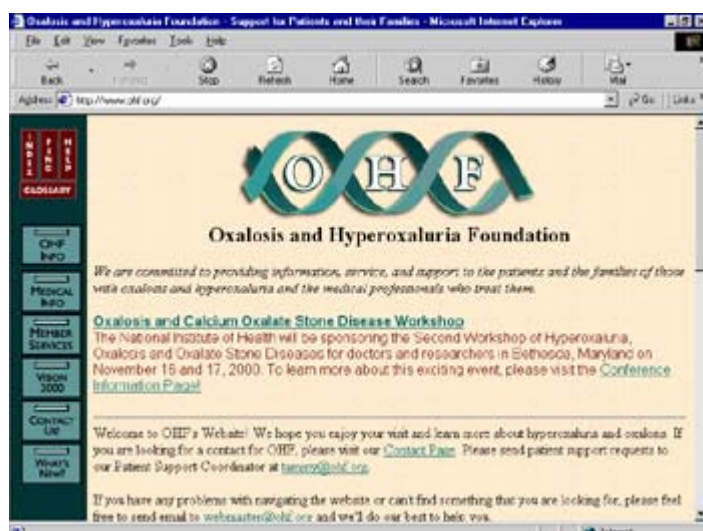 Oxalosis and Hyperoxaluria Foundation - Support for Patients and their Families - Microsoft Internet Explorer
File Edit View Favorites Tools Help
Back Stop Refresh Home Search Favorites History Mail
Address http://www.ohf.org/ Go Links
INDEX FIND HELP
GLOSSARY
OHF INFO
MEDICAL INFO
MEMBER SERVICES
VISION 2000
CONTACT US!
WHAT'S NEW?
OHF
Oxalosis and Hyperoxaluria Foundation
We are committed to providing information, service, and support to the patients and the families of those
with oxalosis and hyperoxaluria and the medical professionals who treat them.
Oxalosis and Calcium Oxalate Stone Disease Workshop
The National Institute of Health will be sponsoring the Second Workshop of Hyperoxaluria,
Oxalosis and Oxalate Stone Diseases for doctors and researchers in Bethesda, Maryland on
November 16 and 17, 2000. To learn more about this exciting event, please visit the Conference
Information Page!
Welcome to OHF's Website! We hope you enjoy your visit and learn more about hyperoxaluria and oxalosis. If
you are looking for a contact for OHF, please visit our Contact Page. Please send patient support requests to
our Patient Support Coordinator at
If you have any problems with navigating the website or can't find something that you are looking for, please feel
free to send email to webmaster@ohf.org and we'll do our best to help you.